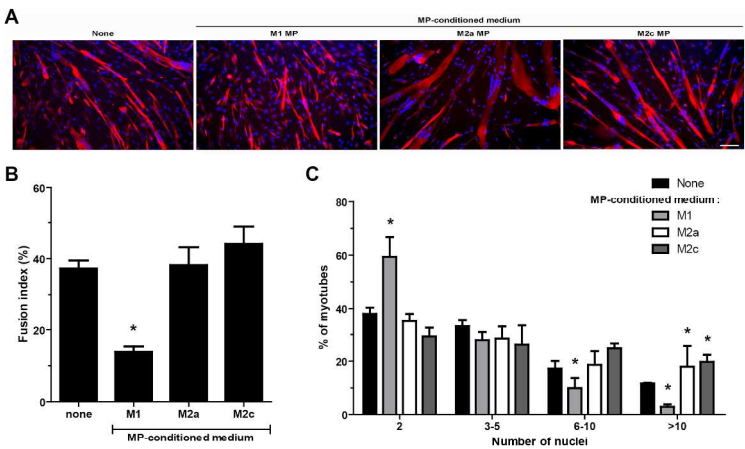 A
MP-conditioned medium
None
M1 MP
M2a MP
M2c MP
B
Fusion index (%)
60
40
20
0
*
none
M1
M2a
M2c
MP-conditioned medium
C
None
MP-conditioned medium :
M1
M2a
M2c
% of myotubes
80
60
40
20
0
*
*
*
*
*
2
3-5
6-10
>10
Number of nuclei